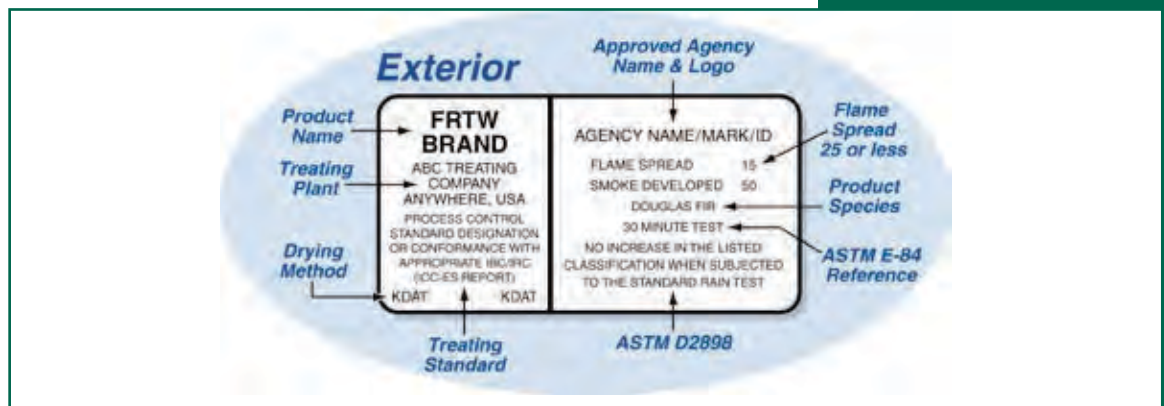 Exterior
Approved Agency
Name & Logo
Product
Name
FRTW
BRAND
AGENCY NAME/MARK/ID
Flame
Spread
25 or less
Treating
Plant
ABC TREATING
COMPANY
ANYWHERE, USA
FLAME SPREAD 15
SMOKE DEVELOPED 50
DOUGLAS FIR
Product
Species
PROCESS CONTROL
STANDARD DESIGNATION
OR CONFORMANCE WITH
APPROPRIATE IBC/IRC
(ICC-ES REPORT)
30 MINUTE TEST
NO INCREASE IN THE LISTED
CLASSIFICATION WHEN SUBJECTED
TO THE STANDARD RAIN TEST
ASTM E-84
Reference
Drying
Method
KDAT KDAT
Treating
Standard
ASTM D2898